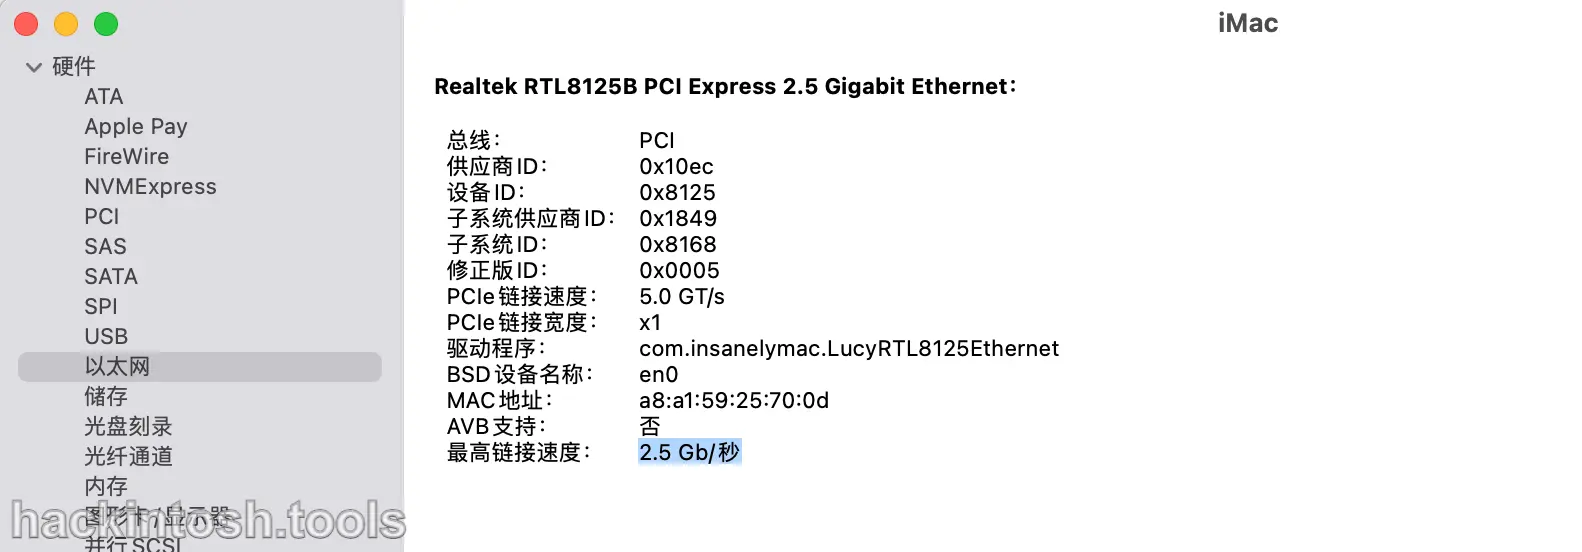 iMac
硬件
ATA
Apple Pay
FireWire
NVMExpress
PCI
SAS
SATA
SPI
USB
以太网
储存
光盘刻录
光纤通道
内存
图形卡/显示器
并行SCSI
Realtek RTL8125B PCI Express 2.5 Gigabit Ethernet：
总线： PCI
供应商ID： 0x10ec
设备ID： 0x8125
子系统供应商ID： 0x1849
子系统ID： 0x8168
修正版ID： 0x0005
PCIe链接速度： 5.0 GT/s
PCIe链接宽度： x1
驱动程序： com.insanelymac.LucyRTL8125Ethernet
BSD设备名称： en0
MAC地址： a8:a1:59:25:70:0d
AVB支持： 否
最高链接速度： 2.5 Gb/秒
hackintosh.tools